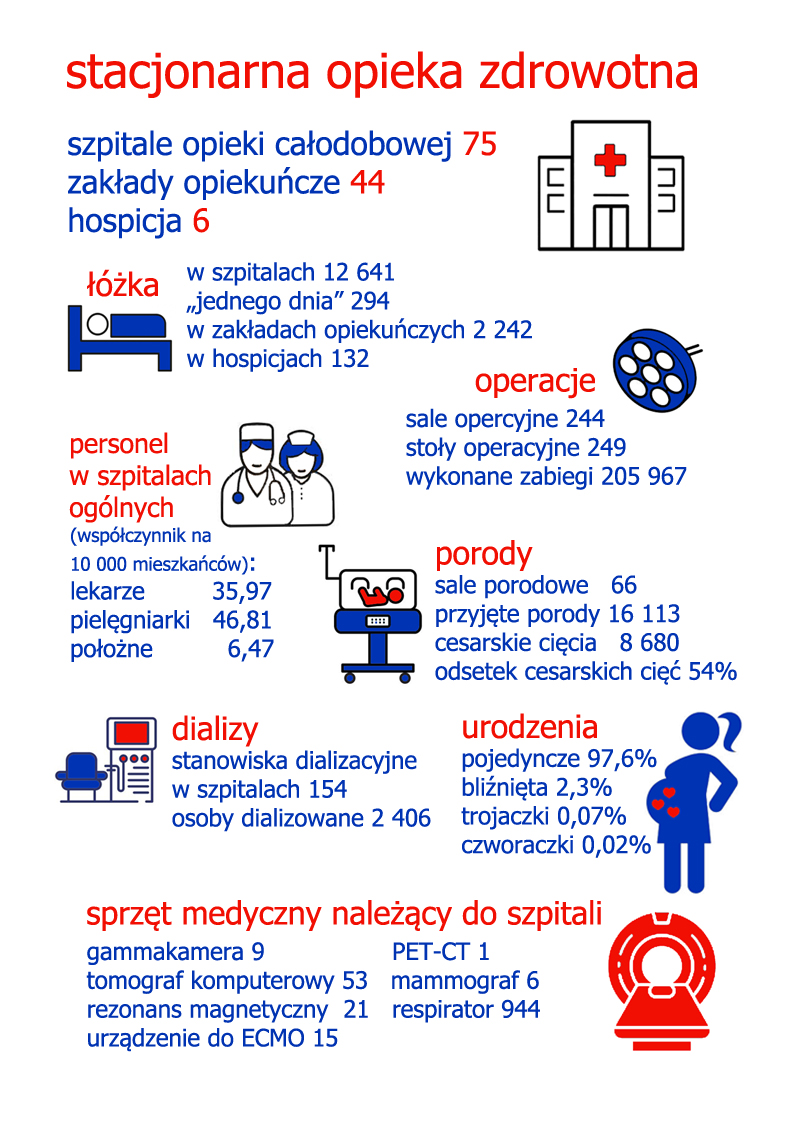 stacjonarna opieka zdrowotna
szpitale opieki całodobowej 75
zakłady opiekuńcze 44
hospicja 6
łóżka
w szpitalach 12 641
„jednego dnia” 294
w zakładach opiekuńczych 2 242
w hospicjach 132
operacje
sale opercyjne 244
stoły operacyjne 249
wykonane zabiegi 205 967
personel
w szpitalach
ogólnych
(współczynnik na
10 000 mieszkańców):
lekarze 35,97
pielęgniarki 46,81
położne 6,47
porody
sale porodowe 66
przyjęte porody 16 113
cesarskie cięcia 8 680
odsetek cesarskich cięć 54%
dializy
stanowiska dializacyjne
w szpitalach 154
osoby dializowane 2 406
urodzenia
pojedyncze 97,6%
bliźnięta 2,3%
trojaczki 0,07%
czworaczki 0,02%
sprzęt medyczny należący do szpitali
gammakamera 9
tomograf komputerowy 53
rezonans magnetyczny 21
urządzenie do ECMO 15
PET-CT 1
mammograf 6
respirator 944